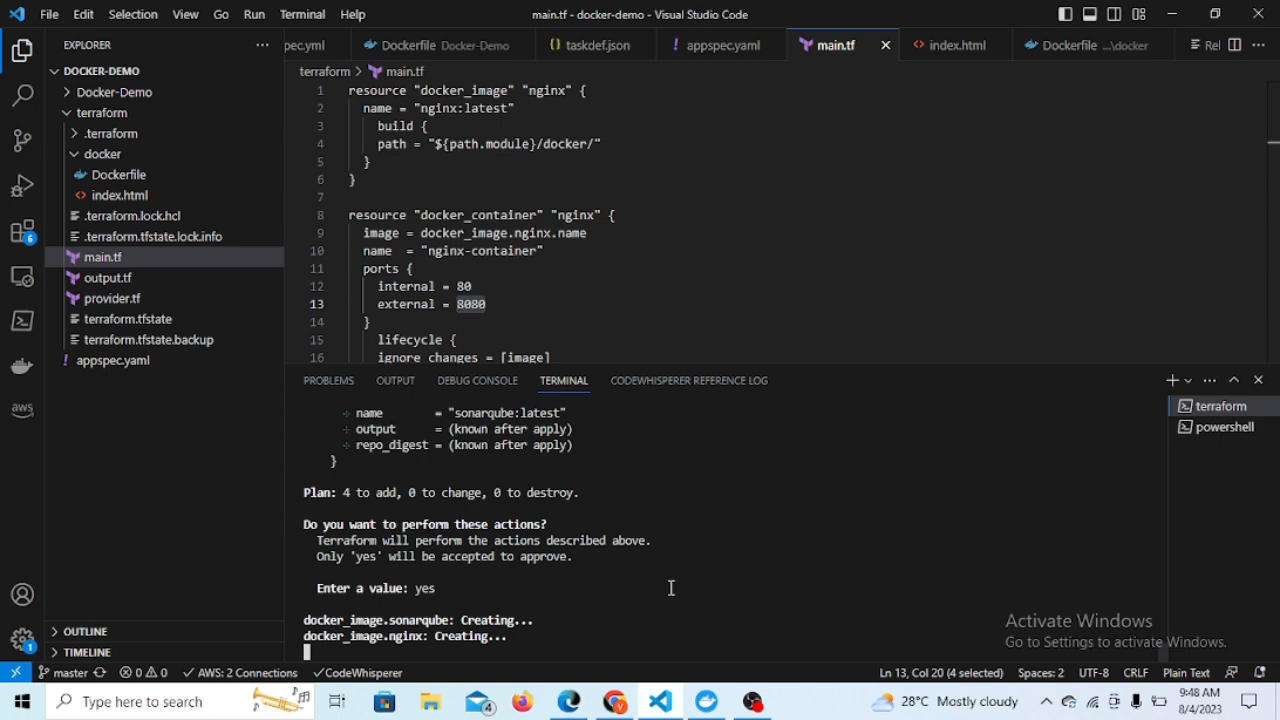 File Edit Selection View Go Run Terminal Help
main.tf - docker-demo - Visual Studio Code
EXPLORER
pec.yml
Dockerfile Docker-Demo
taskdef.json
appspec.yaml
main.tf
index.html
Dockerfile ...\docker
Rel
terraform > main.tf
DOCKER-DEMO
Docker-Demo
terraform
.terraform
docker
Dockerfile
index.html
.terraform.lock.hcl
.terraform.tfstate.lock.info
main.tf
output.tf
provider.tf
terraform.tfstate
terraform.tfstate.backup
appspec.yaml
OUTLINE
TIMELINE
1 resource "docker_image" "nginx" {
2 name = "nginx:latest"
3 build {
4 path = "${path.module}/docker/"
5 }
6 }
7
8 resource "docker_container" "nginx" {
9 image = docker_image.nginx.name
10 name = "nginx-container"
11 ports {
12 internal = 80
13 external = 8080
14 }
15 lifecycle {
16 ignore_changes = [image]
PROBLEMS OUTPUT DEBUG CONSOLE TERMINAL CODEWHISPERER REFERENCE LOG
terraform
powershell
+ name = "sonarqube:latest"
+ output = (known after apply)
+ repo_digest = (known after apply)
}
Plan: 4 to add, 0 to change, 0 to destroy.
Do you want to perform these actions?
Terraform will perform the actions described above.
Only 'yes' will be accepted to approve.
Enter a value: yes
docker_image.sonarqube: Creating...
docker_image.nginx: Creating...
Activate Windows
Go to Settings to activate Windows.
6
1
master 0 0 AWS: 2 Connections CodeWhisperer
Ln 13, Col 20 (4 selected) Spaces: 2 UTF-8 CRLF Plain Text
Type here to search
4
28°C Mostly cloudy
9:48 AM
8/4/2023